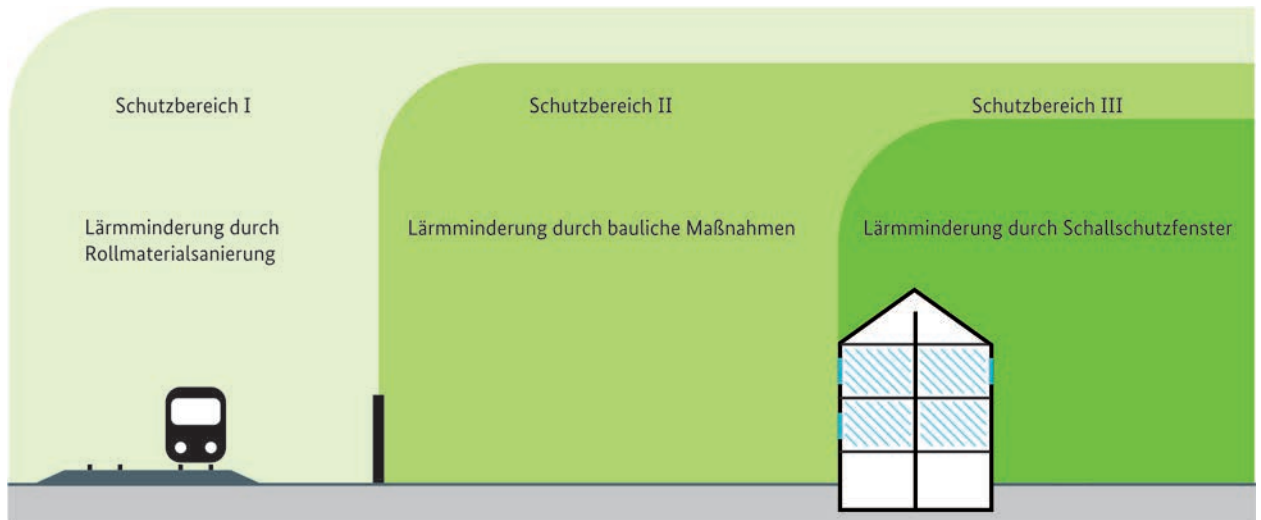 Schutzbereich I
Schutzbereich II
Schutzbereich III
Lärmminderung durch
Rollmaterialsanierung
Lärmminderung durch bauliche Maßnahmen
Lärmminderung durch Schallschutzfenster